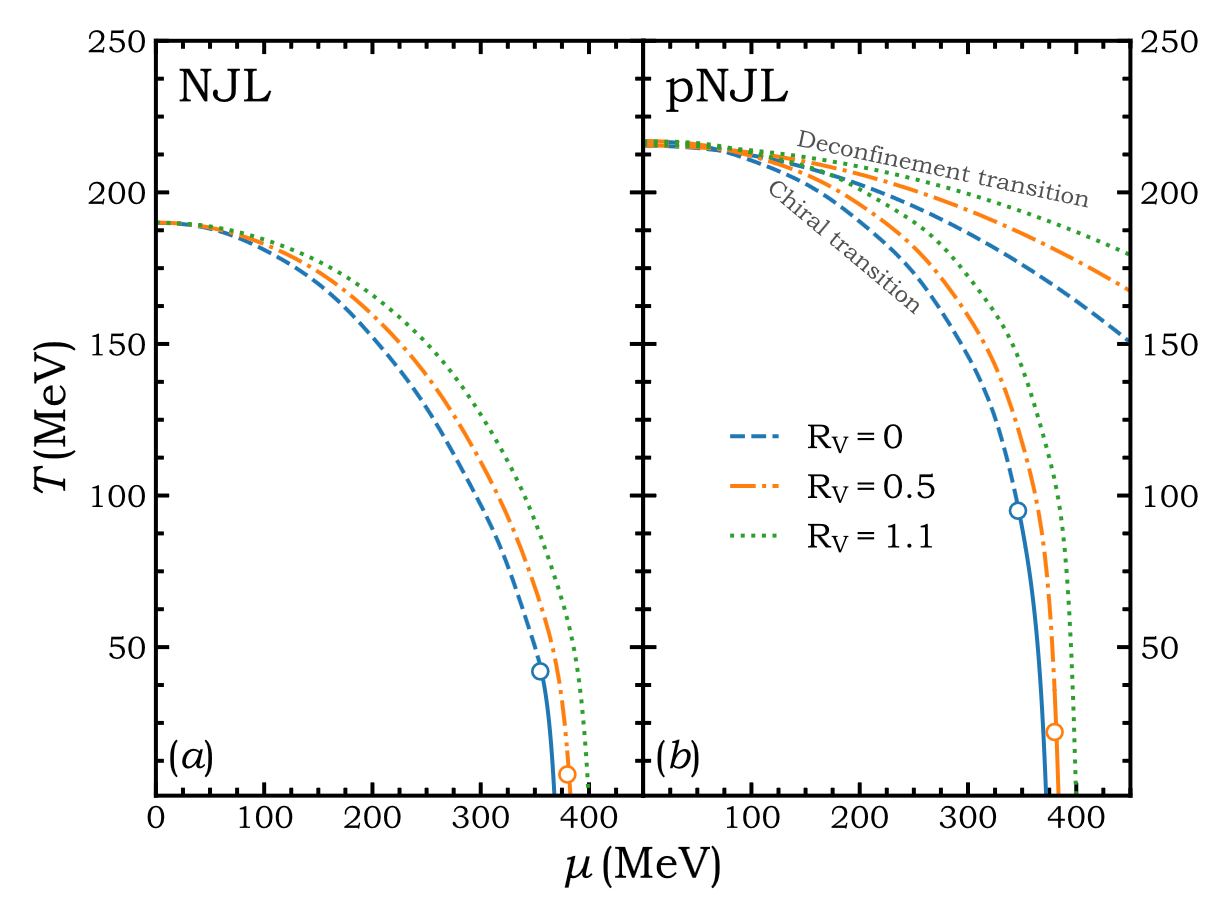 NJL
pNJL
250
200
150
100
50
250
200
150
100
50
Deconfinement transition
Chiral transition
R_V = 0
R_V = 0.5
R_V = 1.1
(a)
(b)
0 100 200 300 400
100 200 300 400
T (MeV)
μ (MeV)